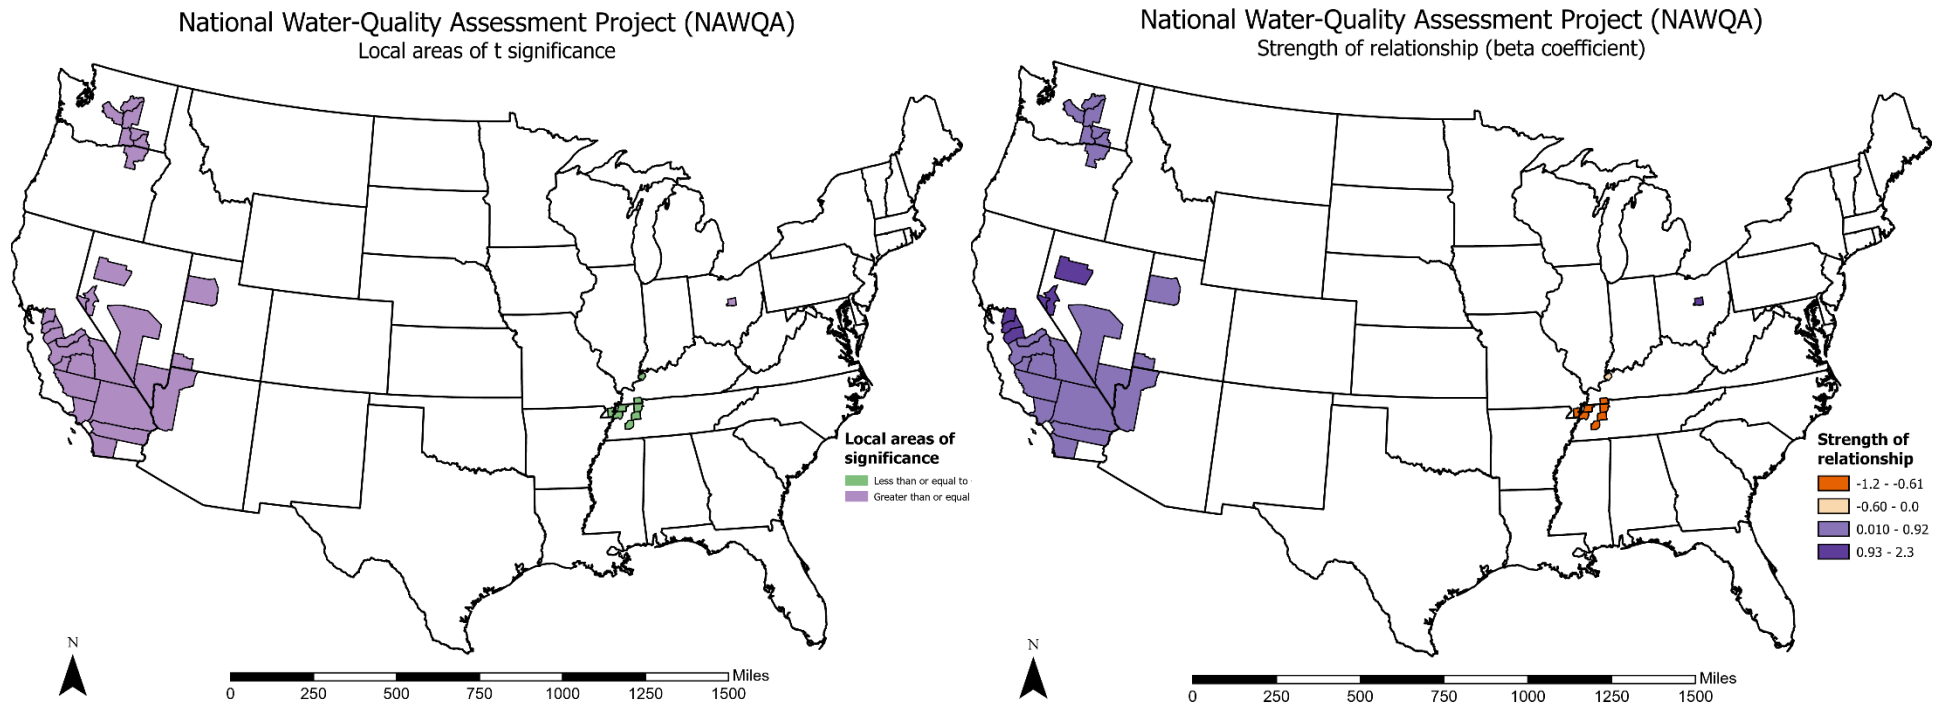 National Water-Quality Assessment Project (NAWQA)
Local areas of t significance
Local areas of
significance
Less than or equal to
Greater than or equal
N
Miles
0 250 500 750 1000 1250 1500
National Water-Quality Assessment Project (NAWQA)
Strength of relationship (beta coefficient)
Strength of
relationship
-1.2 - -0.61
-0.60 - 0.0
0.010 - 0.92
0.93 - 2.3
N
Miles
0 250 500 750 1000 1250 1500